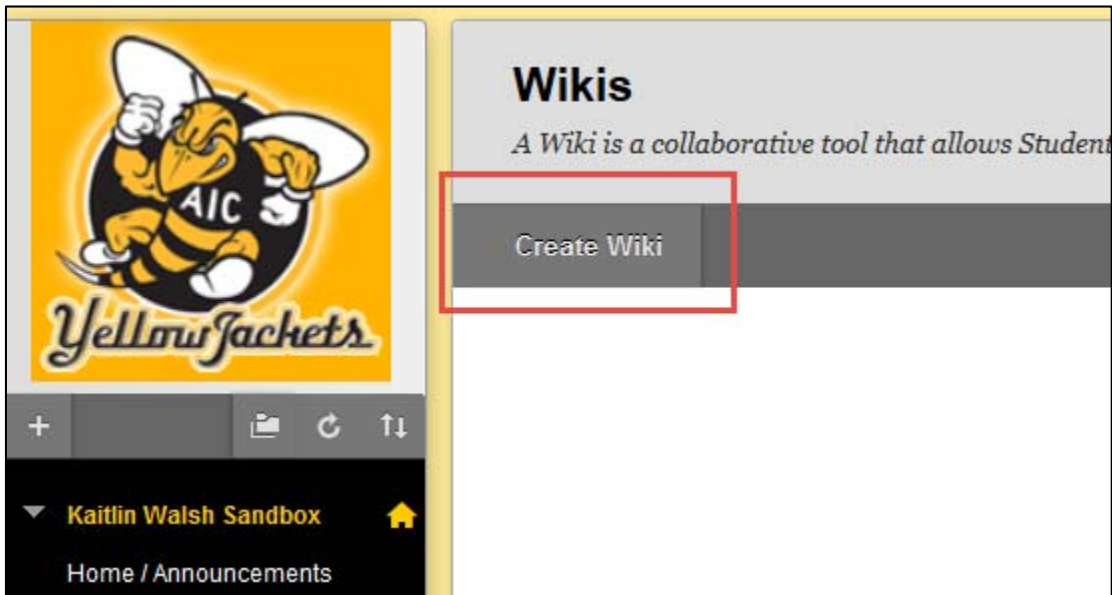 AIC
YellowJackets
Wikis
A Wiki is a collaborative tool that allows Student
Create Wiki
Kaitlin Walsh Sandbox
Home / Announcements